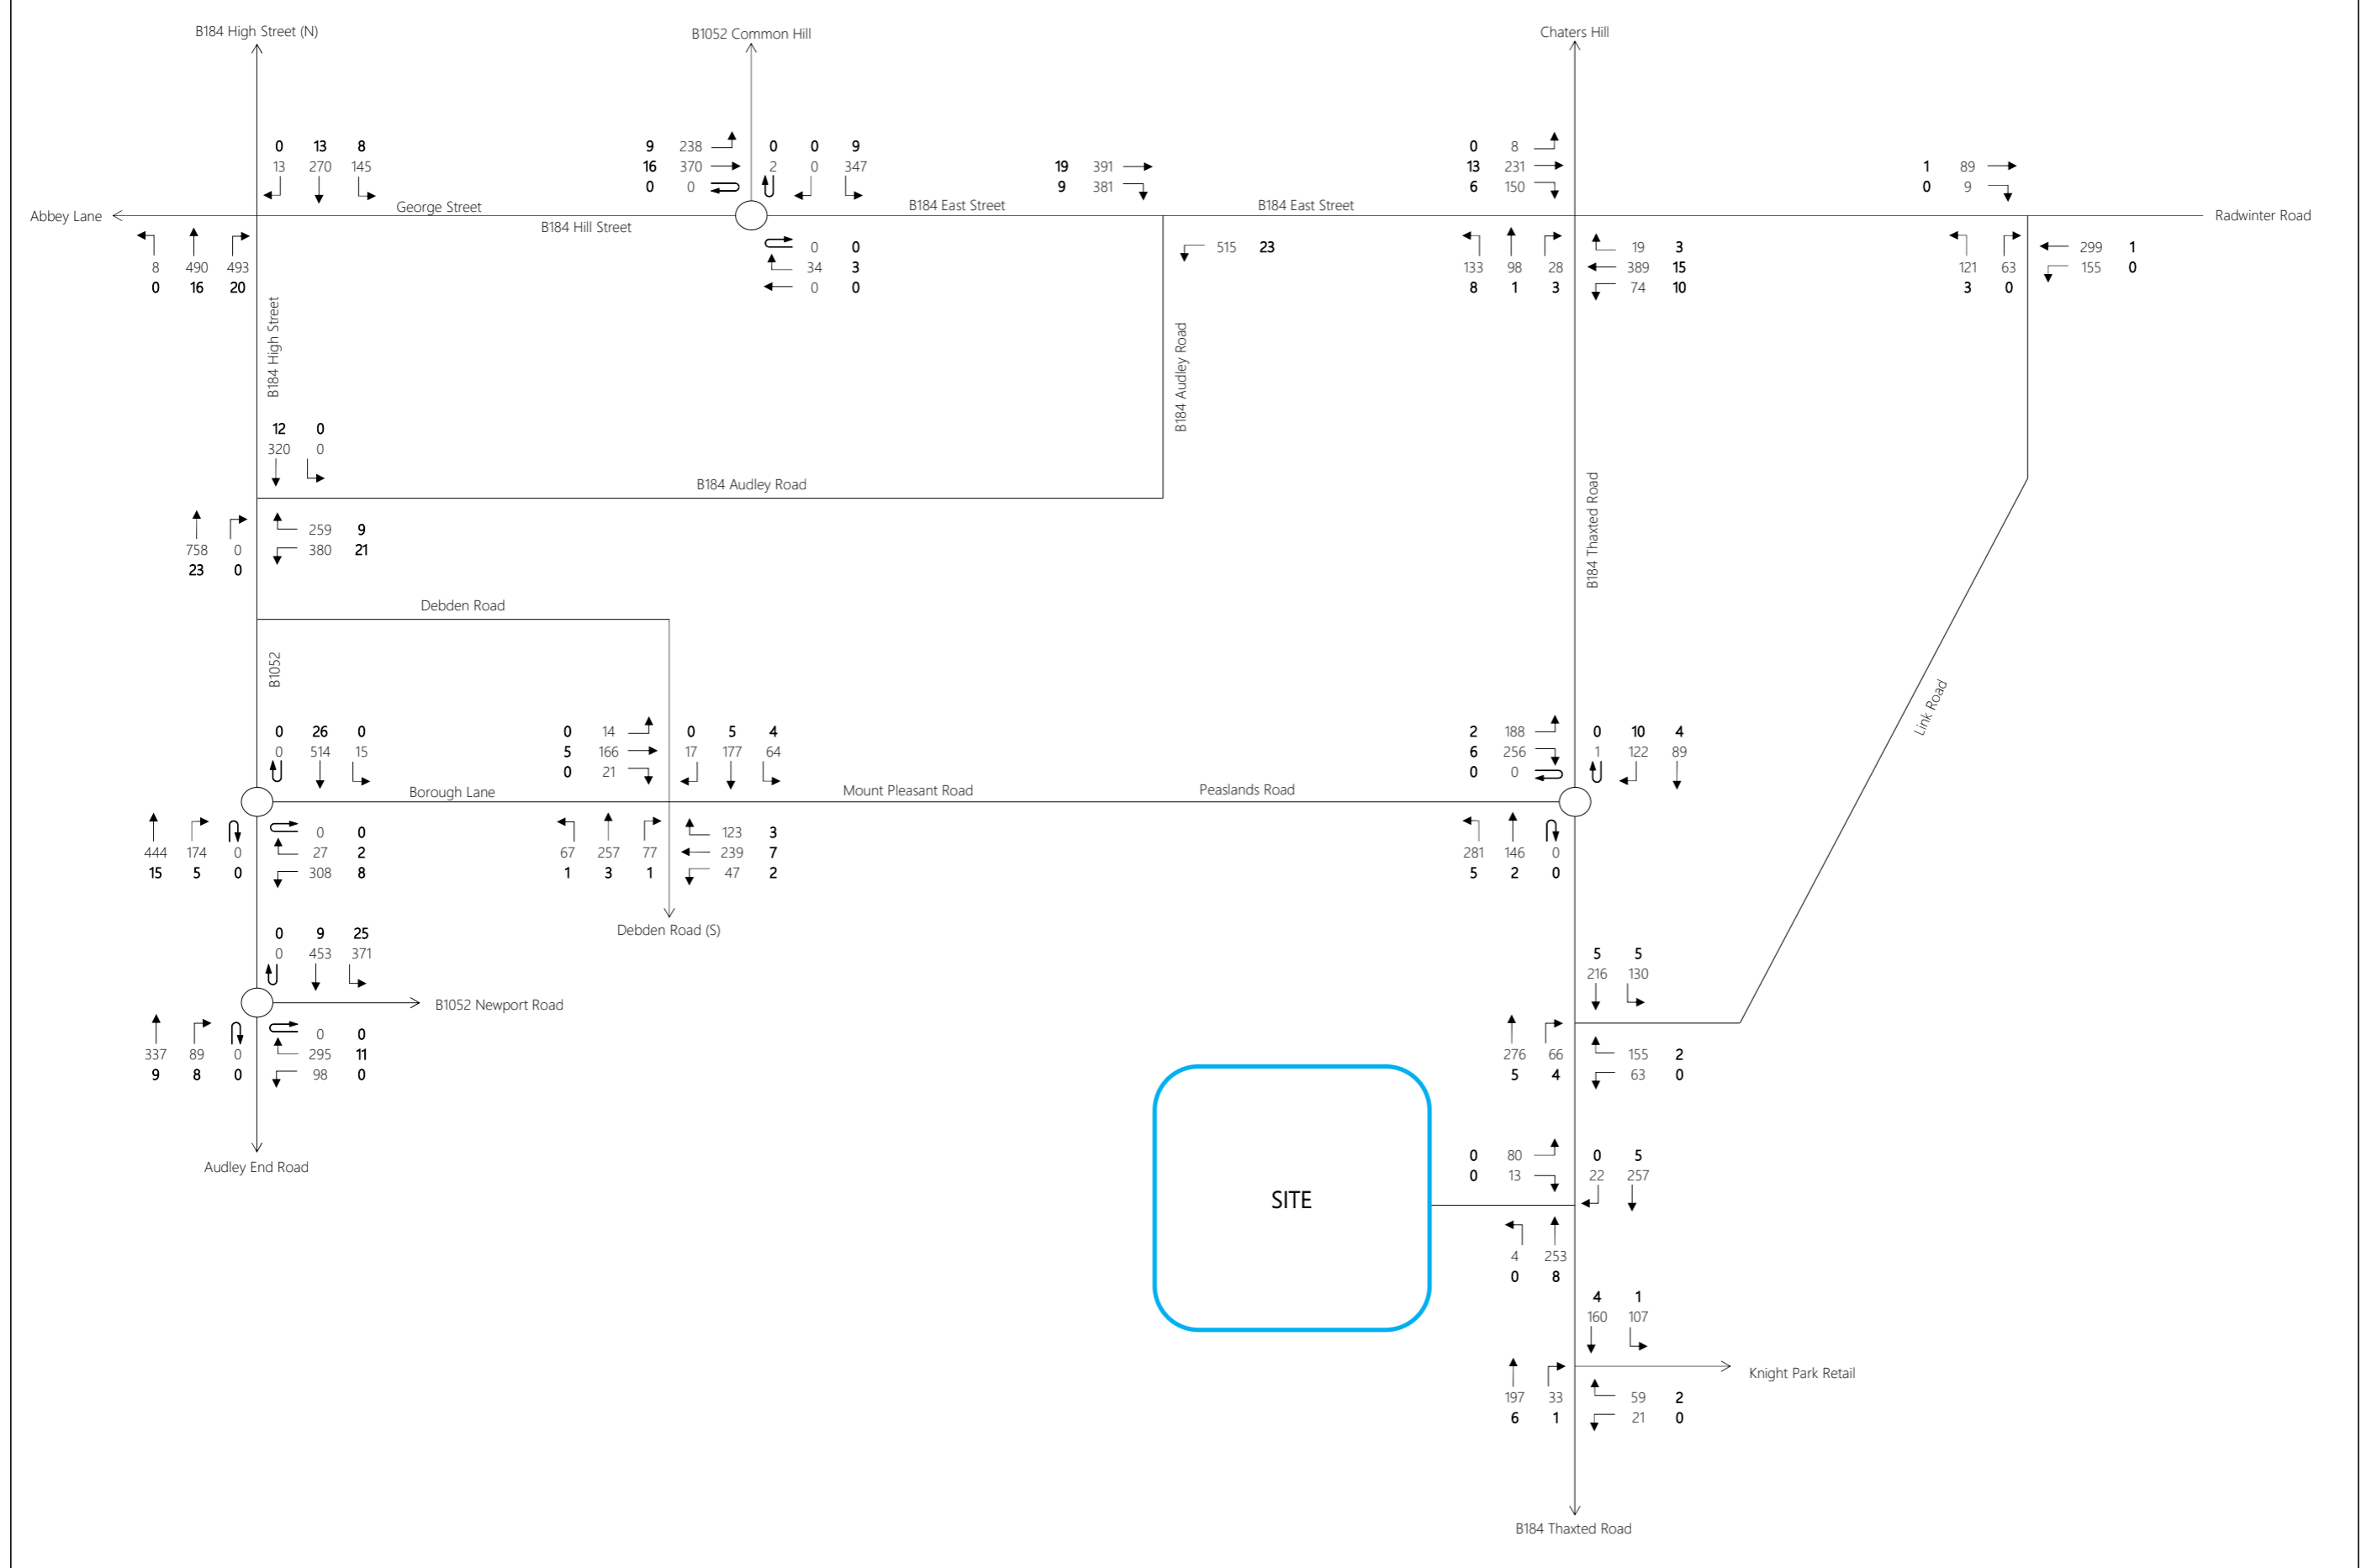 B184 High Street (N)
B1052 Common Hill
Chaters Hill
0 13 8
13 270 145
9 238
16 370
0 0
0 0 9
2 0 347
19 391
9 381
0 8
13 231
6 150
1 89
0 9
Abbey Lane
George Street
B184 Hill Street
B184 East Street
B184 East Street
Radwinter Road
8 490 493
0 16 20
0 0
34 3
0 0
515 23
133 98 28
8 1 3
19 3
389 15
74 10
121 63
3 0
299 1
155 0
B184 High Street
B184 Audley Road
12 0
320 0
B184 Audley Road
B184 Thaxted Road
758 0
23 0
259 9
380 21
Debden Road
B1052
Link Road
0 26 0
0 514 15
0 14
5 166
0 21
0 5 4
17 177 64
2 188
6 256
0 0
0 10 4
1 122 89
Borough Lane
Mount Pleasant Road
Peaslands Road
444 174 0
15 5 0
0 0
27 2
308 8
67 257 77
1 3 1
123 3
239 7
47 2
281 146 0
5 2 0
Debden Road (S)
0 9 25
0 453 371
5 5
216 130
B1052 Newport Road
337 89 0
9 8 0
0 0
295 11
98 0
276 66
5 4
155 2
63 0
Audley End Road
SITE
0 80
0 13
0 5
22 257
4 253
0 8
4 1
160 107
Knight Park Retail
197 33
6 1
59 2
21 0
B184 Thaxted Road